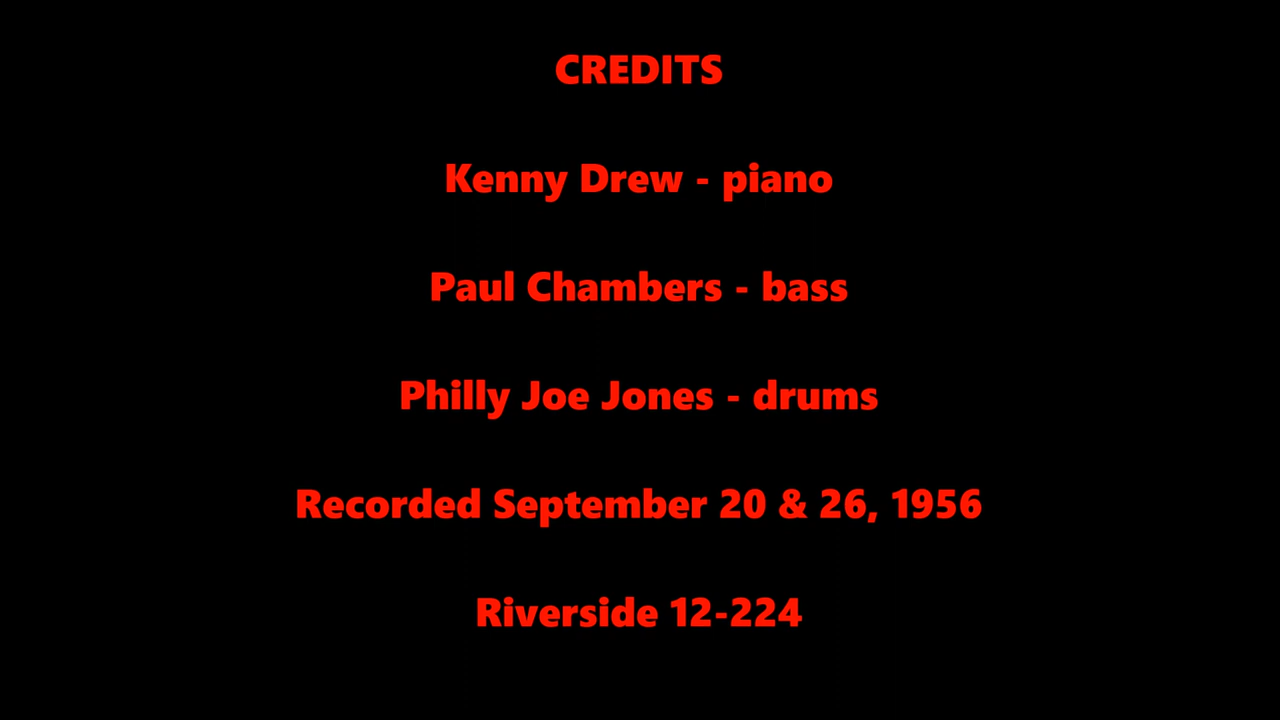 CREDITS
Kenny Drew - piano
Paul Chambers - bass
Philly Joe Jones - drums
Recorded September 20 & 26, 1956
Riverside 12-224